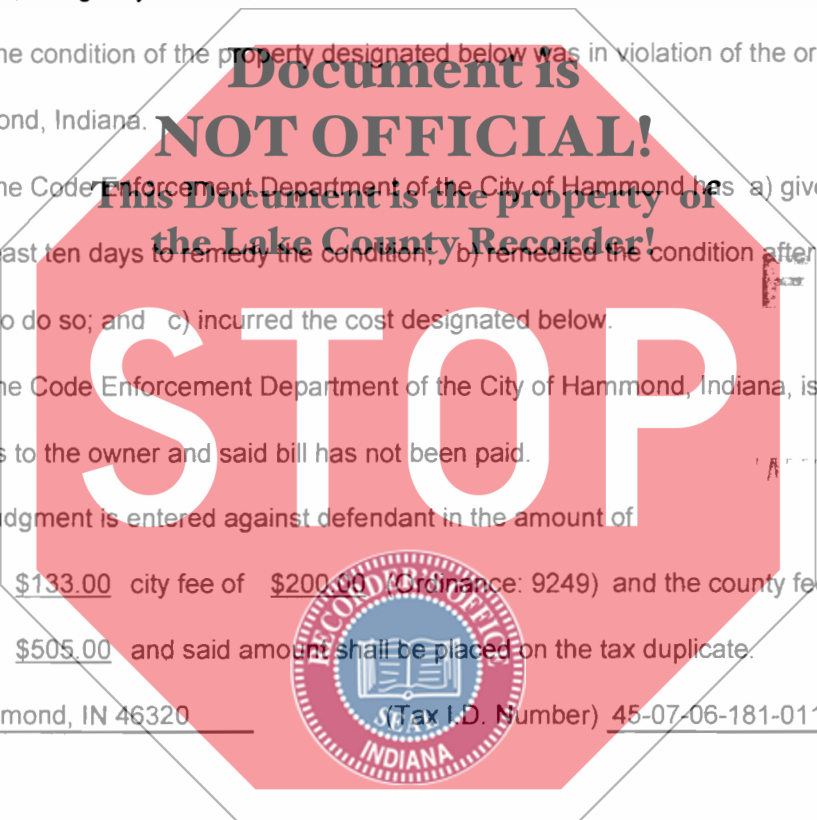 ne condition of the property designated below was in violation of the or
Document is
ond, Indiana.
NOT OFFICIAL!
ne Code Enforcement Department of the City of Hammond has a) give
This Document is the property of
the Lake County Recorder!
east ten days to remedy the condition; b) remedied the condition after
o do so; and c) incurred the cost designated below.
STOP
ne Code Enforcement Department of the City of Hammond, Indiana, is
s to the owner and said bill has not been paid.
dgment is entered against defendant in the amount of
$133.00 city fee of $200.00 (Ordinance: 9249) and the county fee
$505.00 and said amount shall be placed on the tax duplicate.
mond, IN 46320 (Tax I.D. Number) 45-07-06-181-011
RECORDER'S OFFICE
SEAL
INDIANA